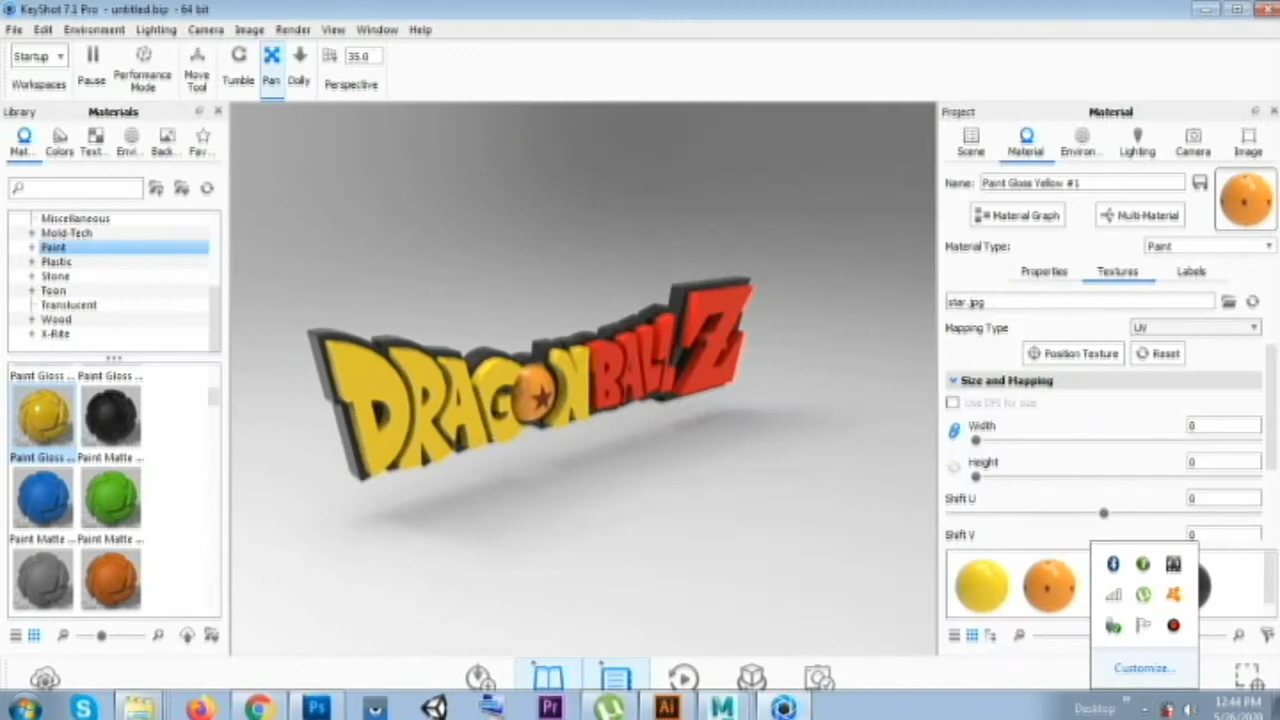 KeyShot 7.1 Pro - untitled.bip - 64 bit
File Edit Environment Lighting Camera Image Render View Window Help
Startup
35.0
Workspaces Pause Performance Mode Move Tool Tumble Pan Dolly Perspective
Library Materials
Project Material
Mat... Colors Text... Envi... Back... Fav...
Scene Material Environ... Lighting Camera Image
Name: Paint Gloss Yellow #1
Material Graph Multi-Material
Material Type: Paint
Properties Textures Labels
star.jpg
Mapping Type UV
Position Texture Reset
Size and Mapping
Use DPI for size
Width 0
Height 0
Shift U 0
Shift V 0
Miscellaneous
Mold-Tech
Paint
Plastic
Stone
Toon
Translucent
Wood
X-Rite
Paint Gloss ... Paint Gloss ...
Paint Gloss ... Paint Matte ...
Paint Matte ... Paint Matte ...
DRAGON BALL Z
Customize...
Desktop
12:44 PM
5/26/2020